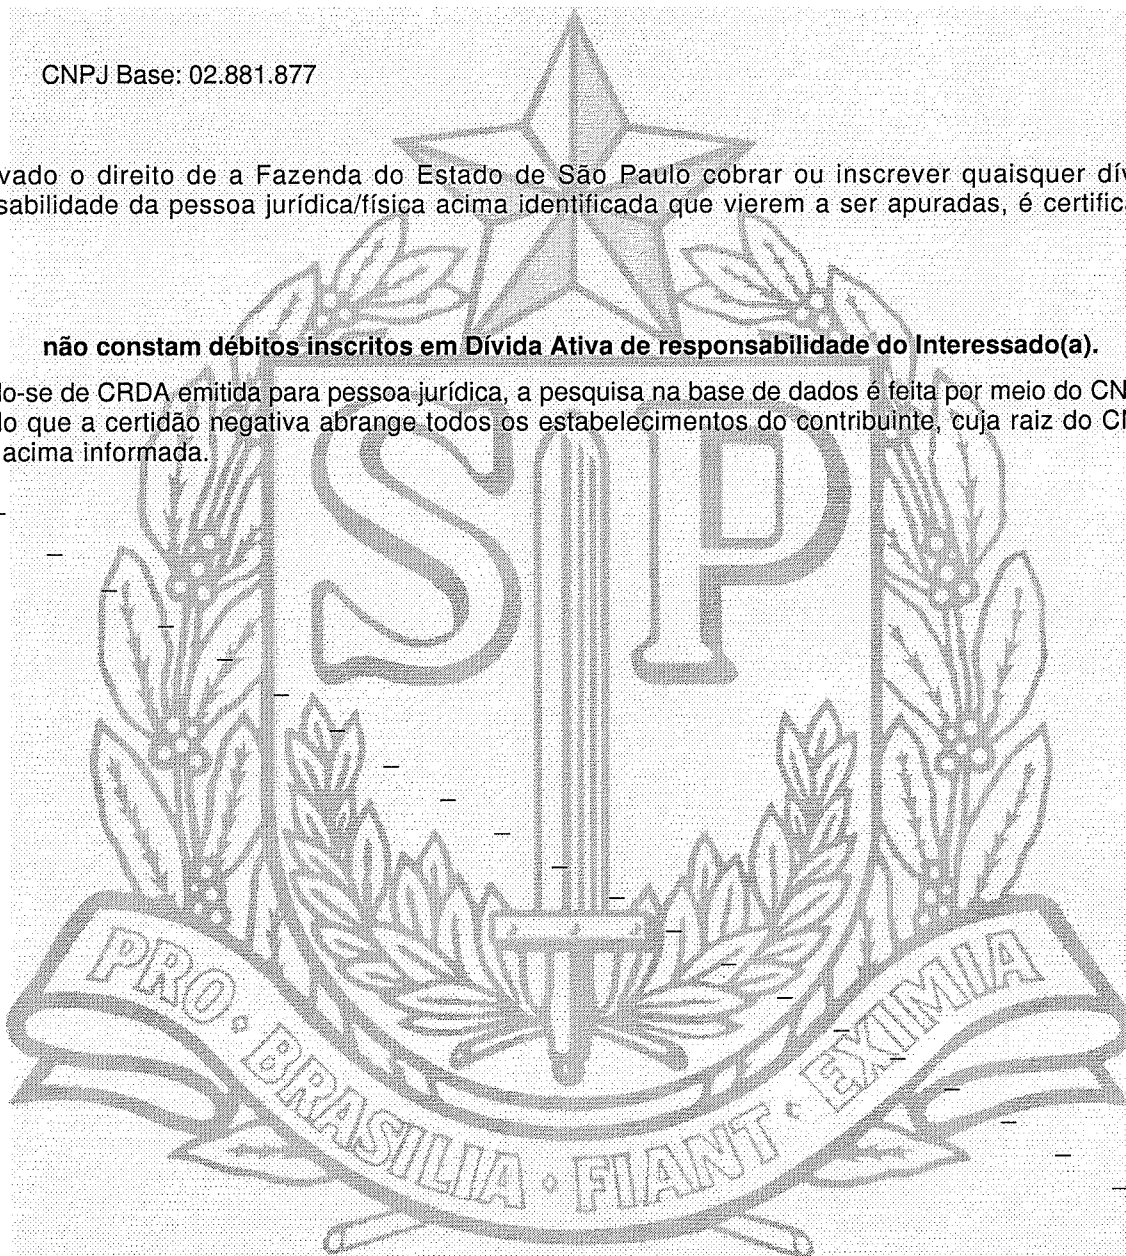 CNPJ Base: 02.881.877
vado o direito de a Fazenda do Estado de São Paulo cobrar ou inscrever quaisquer dív
sabilidade da pessoa jurídica/física acima identificada que vierem a ser apuradas, é certific
não constam débitos inscritos em Dívida Ativa de responsabilidade do Interessado(a).
do-se de CRDA emitida para pessoa jurídica, a pesquisa na base de dados é feita por meio do CN
do que a certidão negativa abrange todos os estabelecimentos do contribuinte, cuja raiz do CN
acima informada.
SP
PRO BRASILIA FIANT EXIMIA